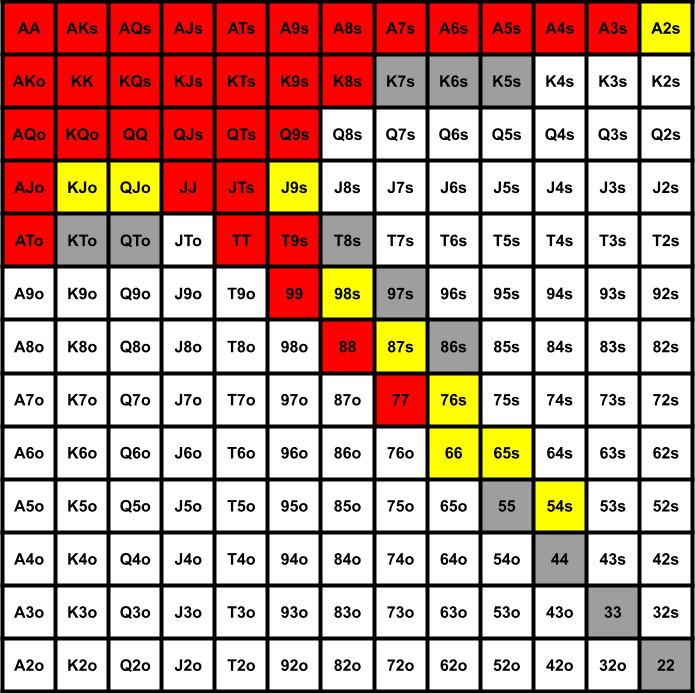 AA AKs AQs AJs ATs A9s A8s A7s A6s A5s A4s A3s A2s
AKo KK KQs KJs KTs K9s K8s K7s K6s K5s K4s K3s K2s
AQo KQo QQ QJs QTs Q9s Q8s Q7s Q6s Q5s Q4s Q3s Q2s
AJo KJo QJo JJ JTs J9s J8s J7s J6s J5s J4s J3s J2s
ATo KTo QTo JTo TT T9s T8s T7s T6s T5s T4s T3s T2s
A9o K9o Q9o J9o T9o 99 98s 97s 96s 95s 94s 93s 92s
A8o K8o Q8o J8o T8o 98o 88 87s 86s 85s 84s 83s 82s
A7o K7o Q7o J7o T7o 97o 87o 77 76s 75s 74s 73s 72s
A6o K6o Q6o J6o T6o 96o 86o 76o 66 65s 64s 63s 62s
A5o K5o Q5o J5o T5o 95o 85o 75o 65o 55 54s 53s 52s
A4o K4o Q4o J4o T4o 94o 84o 74o 64o 54o 44 43s 42s
A3o K3o Q3o J3o T3o 93o 83o 73o 63o 53o 43o 33 32s
A2o K2o Q2o J2o T2o 92o 82o 72o 62o 52o 42o 32o 22